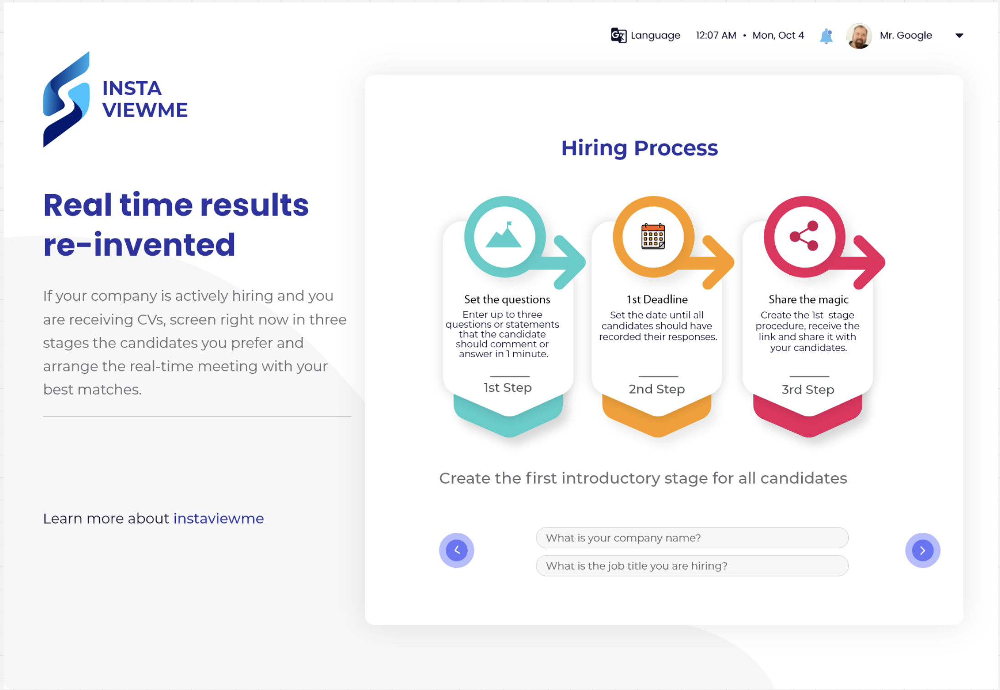 Language 12:07 AM • Mon, Oct 4 Mr. Google
INSTA
VIEWME
Real time results
re-invented
If your company is actively hiring and you
are receiving CVs, screen right now in three
stages the candidates you prefer and
arrange the real-time meeting with your
best matches.
Learn more about instaviewme
Hiring Process
Set the questions
Enter up to three
questions or statements
that the candidate
should comment or
answer in 1 minute.
1st Step
1st Deadline
Set the date until all
candidates should have
recorded their responses.
2nd Step
Share the magic
Create the 1st stage
procedure, receive the
link and share it with
your candidates.
3rd Step
Create the first introductory stage for all candidates
What is your company name?
What is the job title you are hiring?